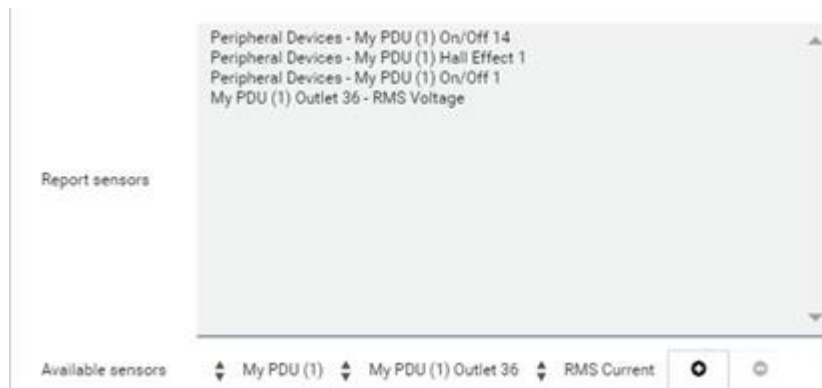 Peripheral Devices - My PDU (1) On/Off 14
Peripheral Devices - My PDU (1) Hall Effect 1
Peripheral Devices - My PDU (1) On/Off 1
My PDU (1) Outlet 36 - RMS Voltage
Report sensors
Available sensors My PDU (1) My PDU (1) Outlet 36 RMS Current